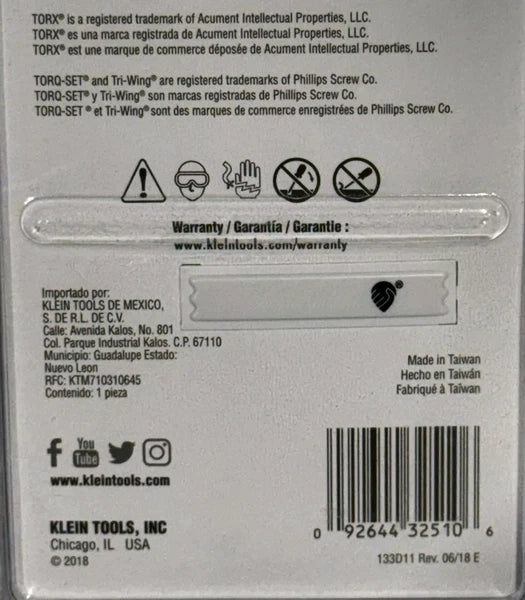 TORX® is a registered trademark of Acument Intellectual Properties, LLC.
TORX® es una marca registrada de Acument Intellectual Properties, LLC.
TORX® est une marque de commerce déposée de Acument Intellectual Properties, LLC.
TORQ-SET® and Tri-Wing® are registered trademarks of Phillips Screw Co.
TORQ-SET® y Tri-Wing® son marcas registradas de Phillips Screw Co.
TORQ-SET ® et Tri-Wing® sont des marques de commerce enregistrées de Phillips Screw Co.
Warranty / Garantía / Garantie :
www.kleintools.com/warranty
®
Importado por:
KLEIN TOOLS DE MEXICO,
S. DE R.L. DE C.V.
Calle: Avenida Kalos, No. 801
Col. Parque Industrial Kalos. C.P. 67110
Municipio: Guadalupe Estado:
Nuevo Leon
RFC: KTM710310645
Contenido: 1 pieza
Made in Taiwan
Hecho en Taiwán
Fabriqué à Taïwan
f You Tube
www.kleintools.com
KLEIN TOOLS, INC
Chicago, IL USA
© 2018
0 92644 32510 6
133D11 Rev. 06/18 E